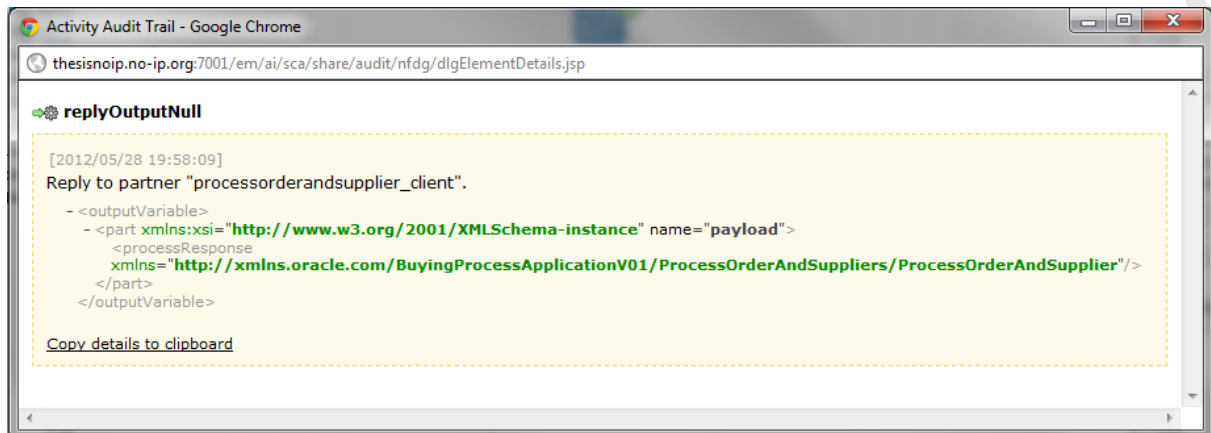 Activity Audit Trail - Google Chrome
thesisnoip.no-ip.org:7001/em/ai/sca/share/audit/nfdg/dlgElementDetails.jsp
replyOutputNull
[2012/05/28 19:58:09]
Reply to partner "processorderandsupplier_client".
- <outputVariable>
- <part xmlns:xsi="http://www.w3.org/2001/XMLSchema-instance" name="payload">
<processResponse
xmlns="http://xmlns.oracle.com/BuyingProcessApplicationV01/ProcessOrderAndSuppliers/ProcessOrderAndSupplier"/>
</part>
</outputVariable>
Copy details to clipboard